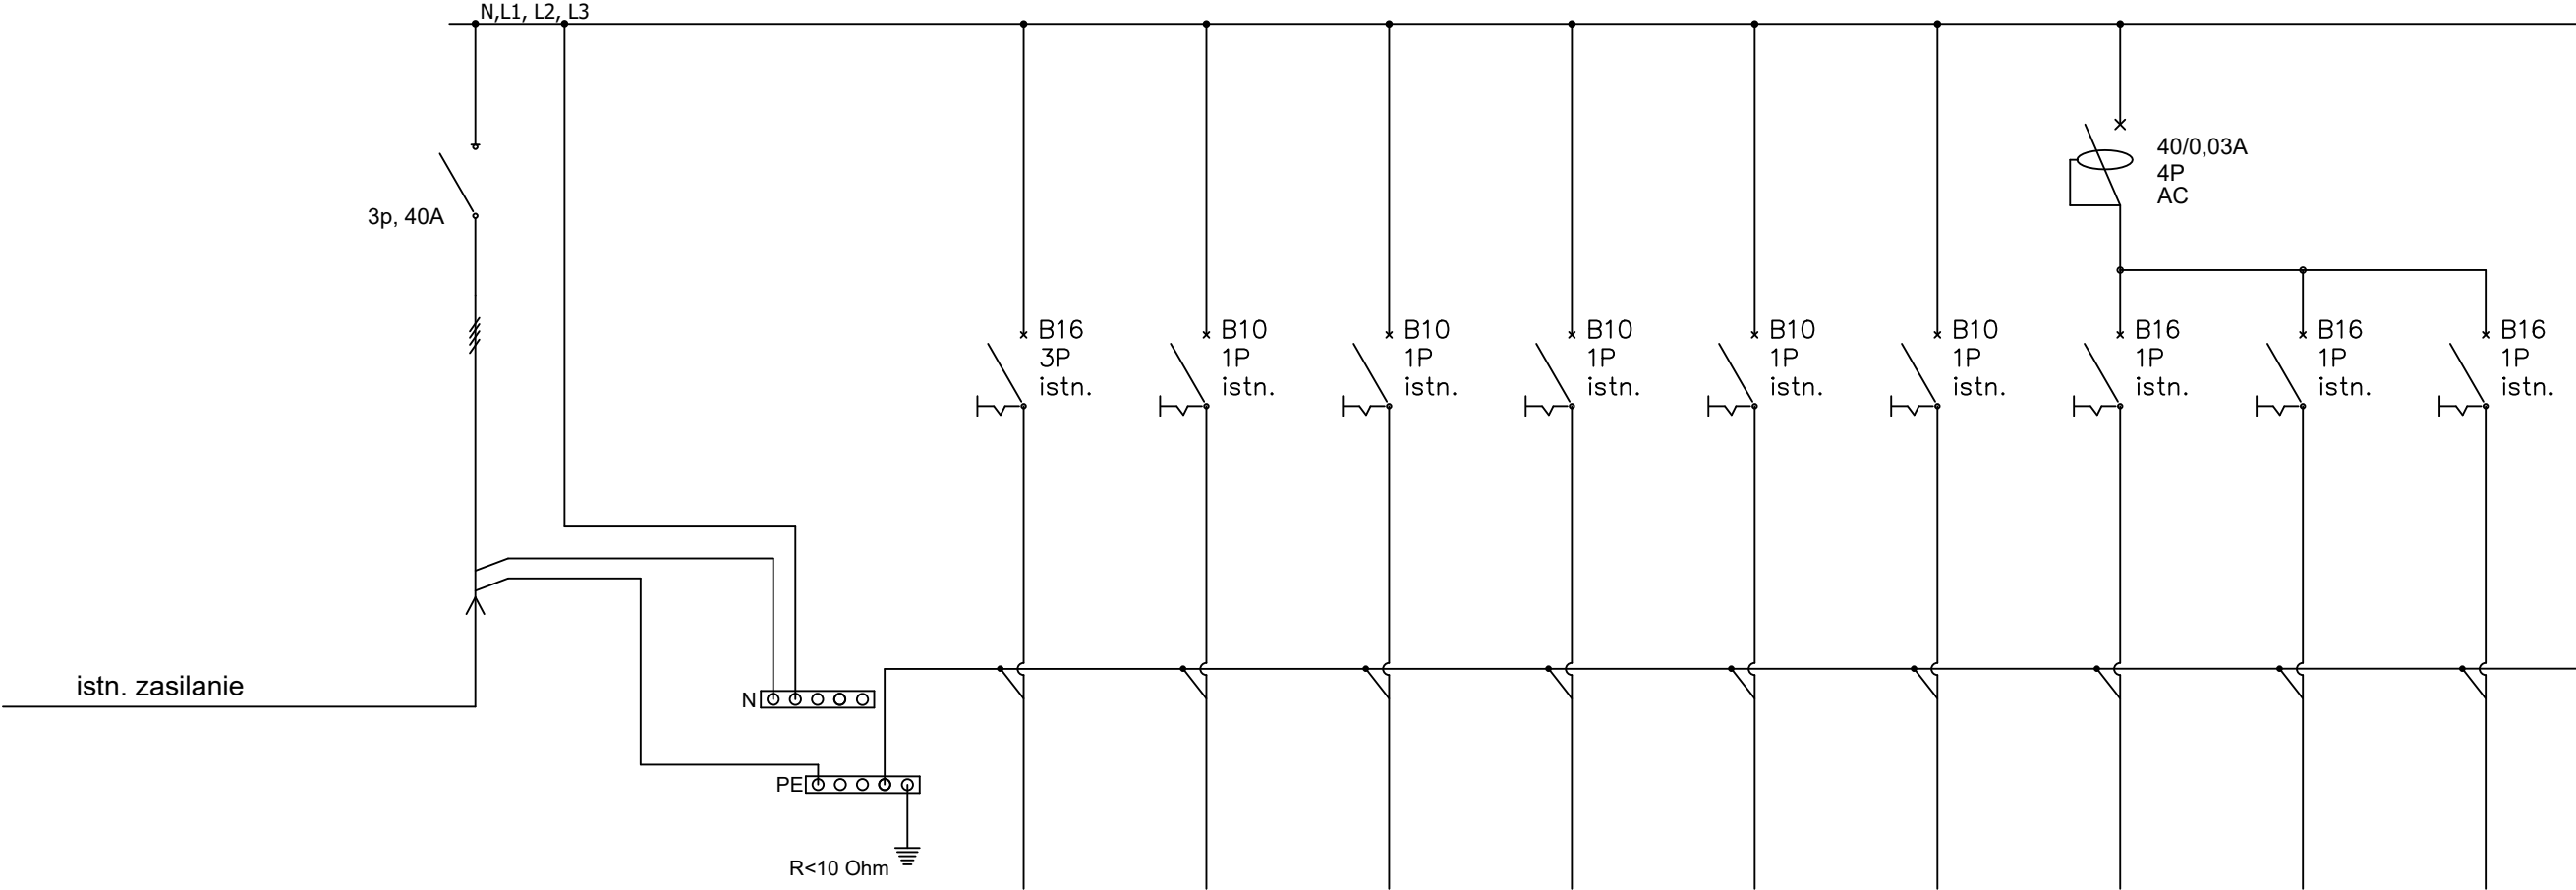 N,L1, L2, L3
3p, 40A
40/0,03A
4P
AC
B16
3P
istn.
B10
1P
istn.
B10
1P
istn.
B10
1P
istn.
B10
1P
istn.
B10
1P
istn.
B16
1P
istn.
B16
1P
istn.
B16
1P
istn.
istn. zasilanie
N
PE
R<10 Ohm